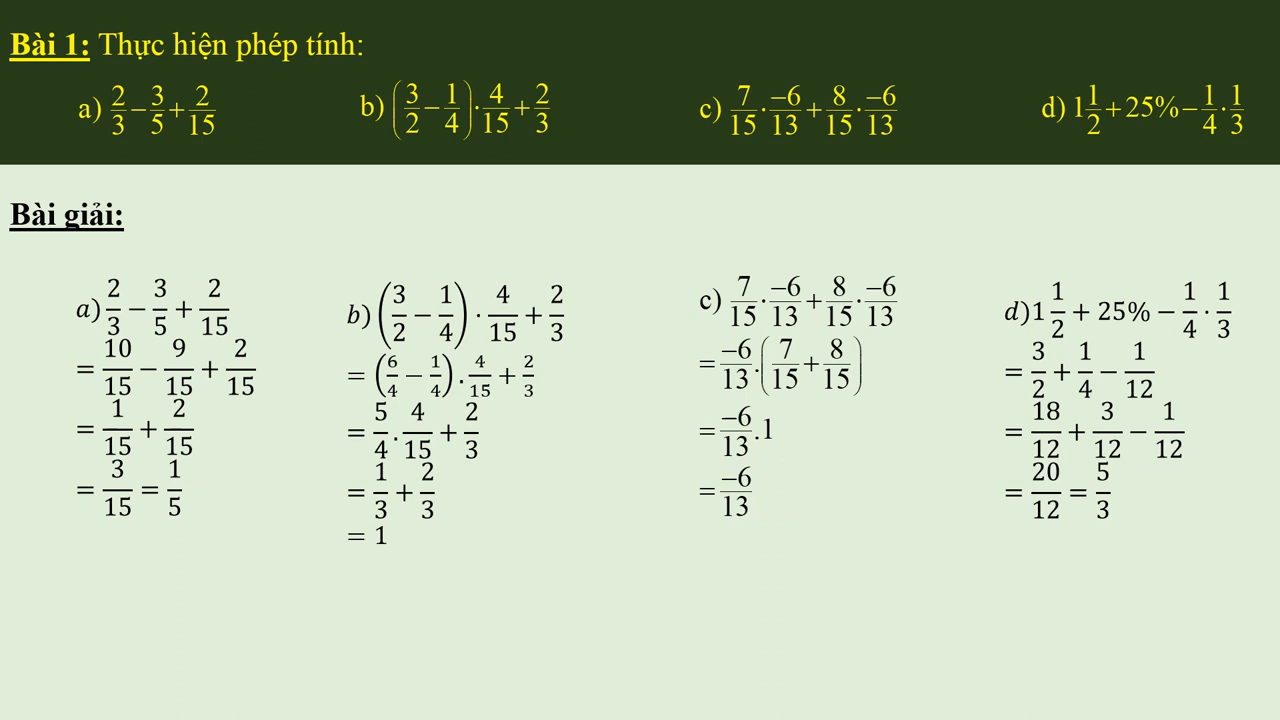 Bài 1: Thực hiện phép tính:
a) 2/3 − 3/5 + 2/15   b) (3/2 − 1/4) · 4/15 + 2/3   c) 7/15 · −6/13 + 8/15 · −6/13   d) 1 1/2 + 25% − 1/4 · 1/3
Bài giải:
a) 2/3 − 3/5 + 2/15
= 10/15 − 9/15 + 2/15
= 1/15 + 2/15
= 3/15 = 1/5
b) (3/2 − 1/4) · 4/15 + 2/3
= (6/4 − 1/4) . 4/15 + 2/3
= 5/4 . 4/15 + 2/3
= 1/3 + 2/3
= 1
c) 7/15 · −6/13 + 8/15 · −6/13
= −6/13 . (7/15 + 8/15)
= −6/13 . 1
= −6/13
d) 1 1/2 + 25% − 1/4 · 1/3
= 3/2 + 1/4 − 1/12
= 18/12 + 3/12 − 1/12
= 20/12 = 5/3